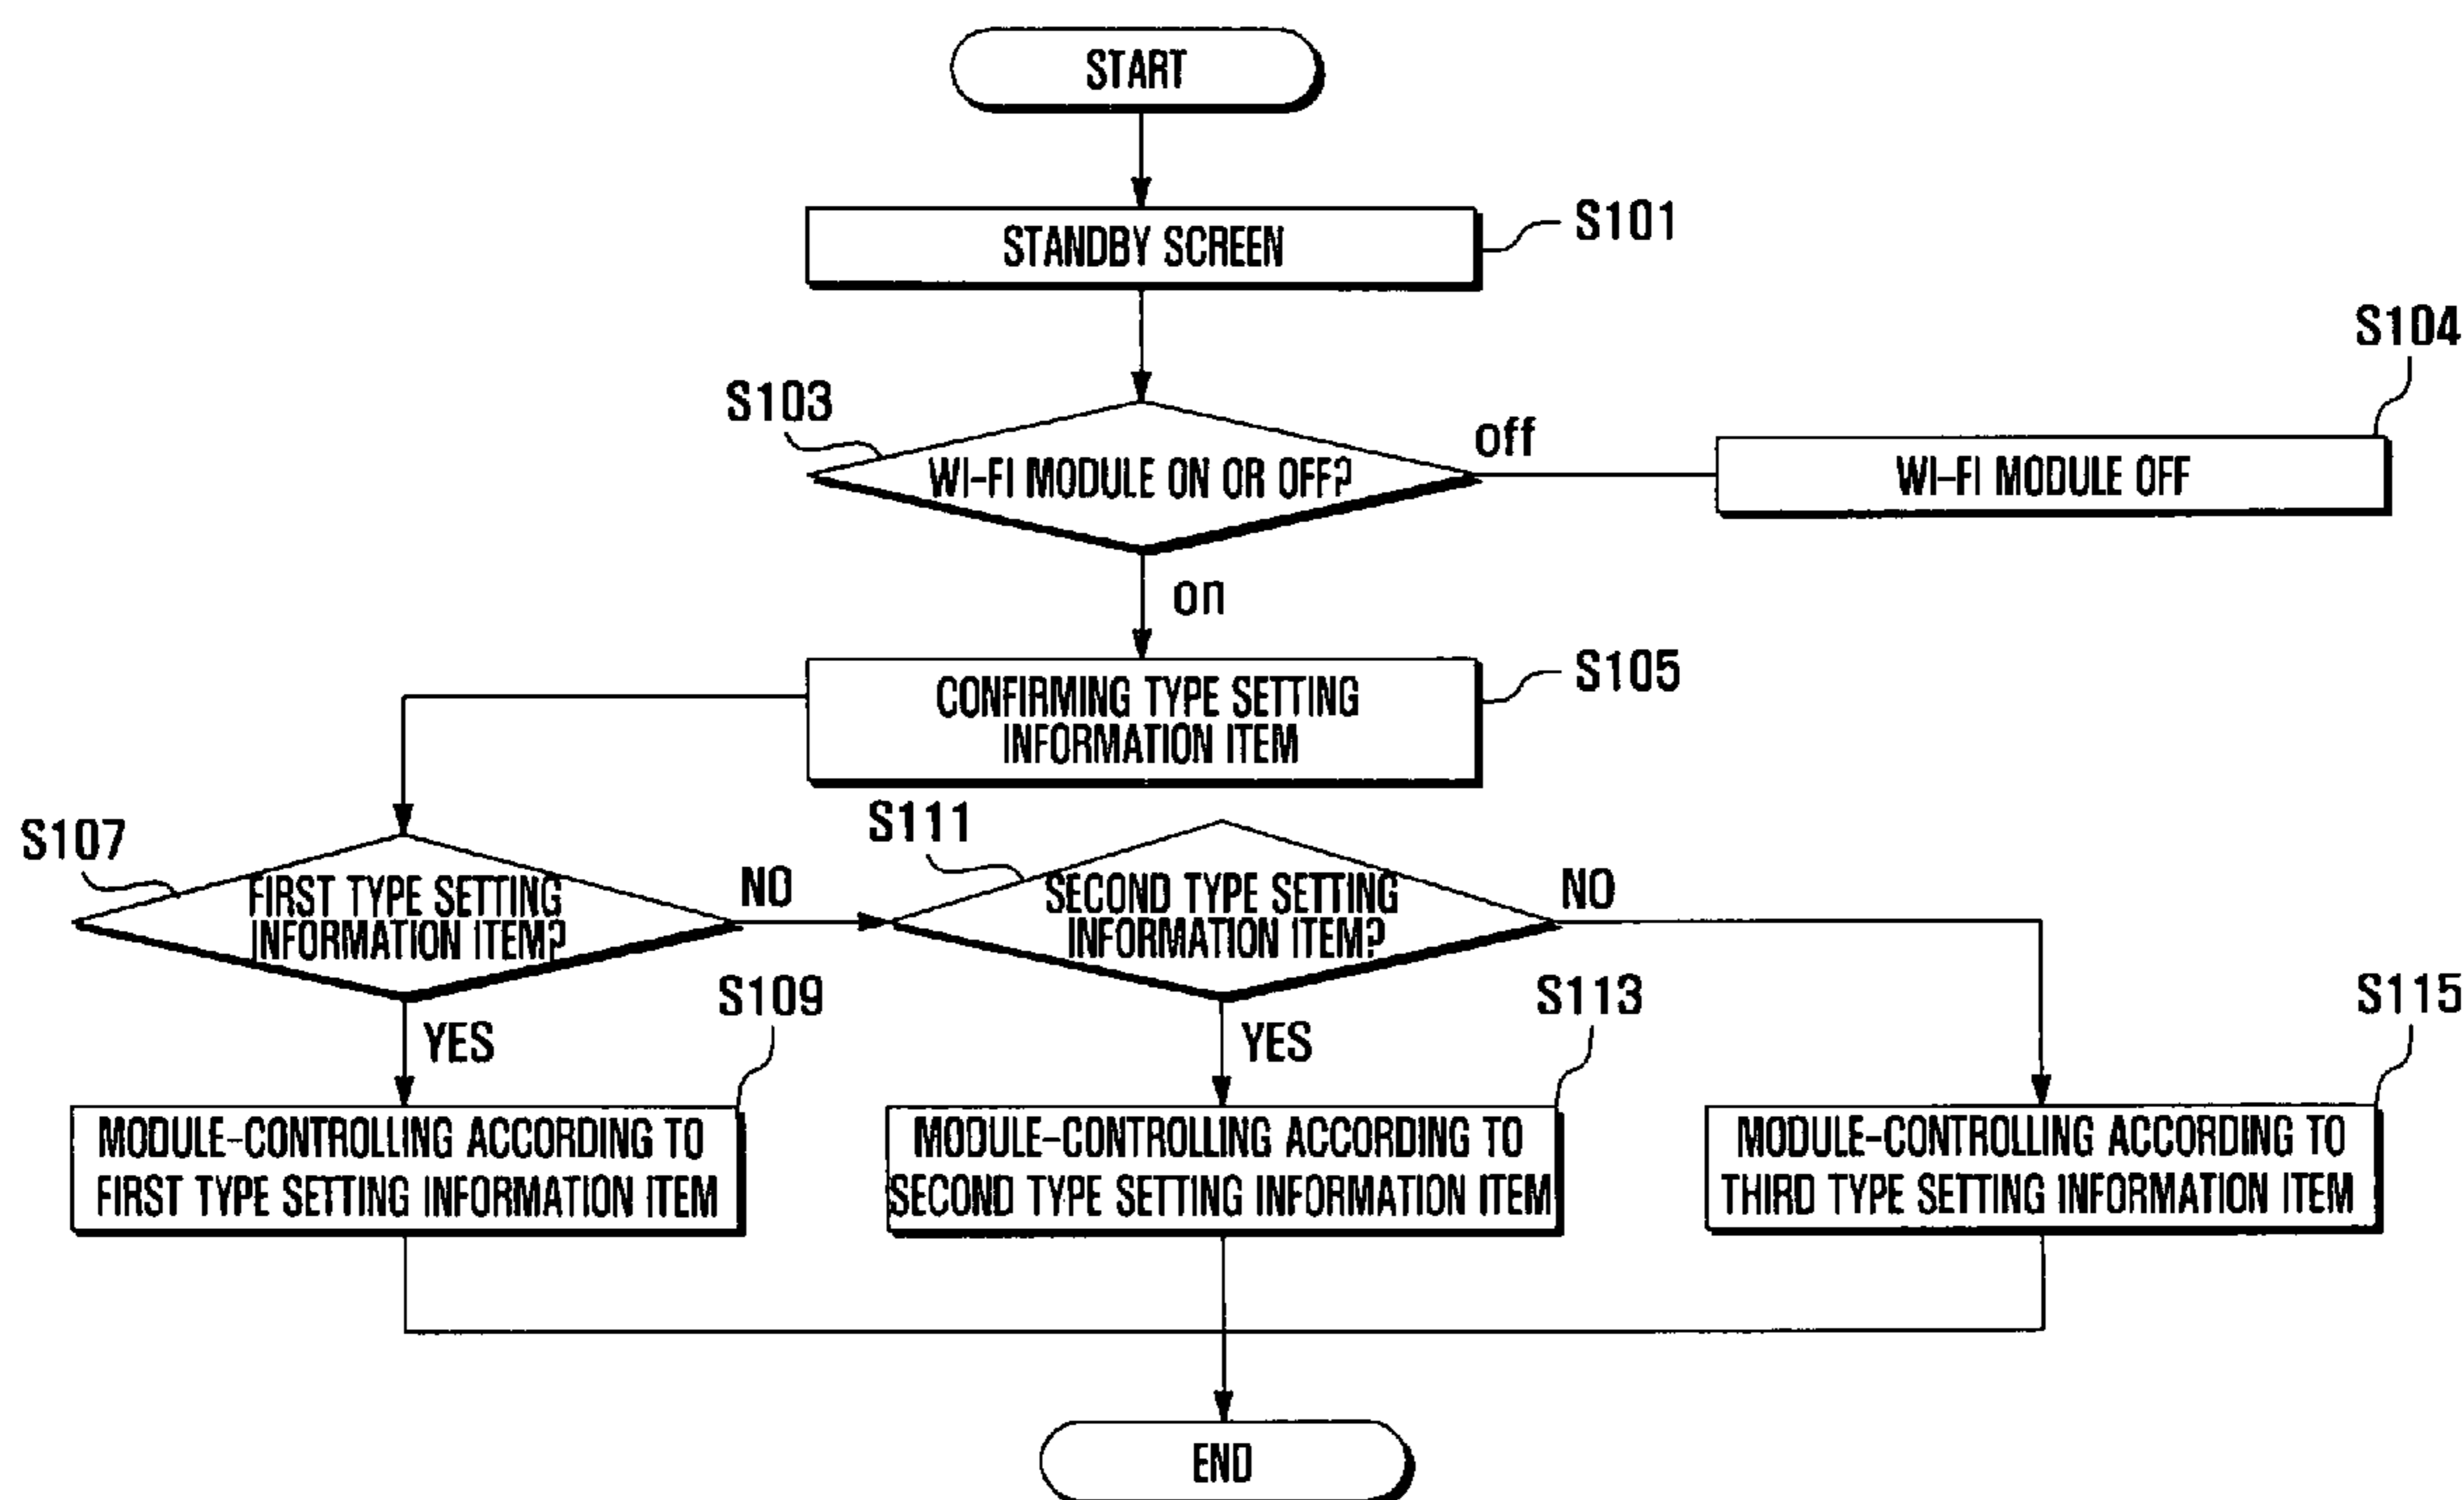 START
STANDBY SCREEN
S101
S104
S103
WI-FI MODULE ON OR OFF?
off
WI-FI MODULE OFF
on
CONFIRMING TYPE SETTING
INFORMATION ITEM
S105
S107
FIRST TYPE SETTING
INFORMATION ITEM?
NO
S111
SECOND TYPE SETTING
INFORMATION ITEM?
NO
YES
S109
YES
S113
S115
MODULE-CONTROLLING ACCORDING TO
FIRST TYPE SETTING INFORMATION ITEM
MODULE-CONTROLLING ACCORDING TO
SECOND TYPE SETTING INFORMATION ITEM
MODULE-CONTROLLING ACCORDING TO
THIRD TYPE SETTING INFORMATION ITEM
END